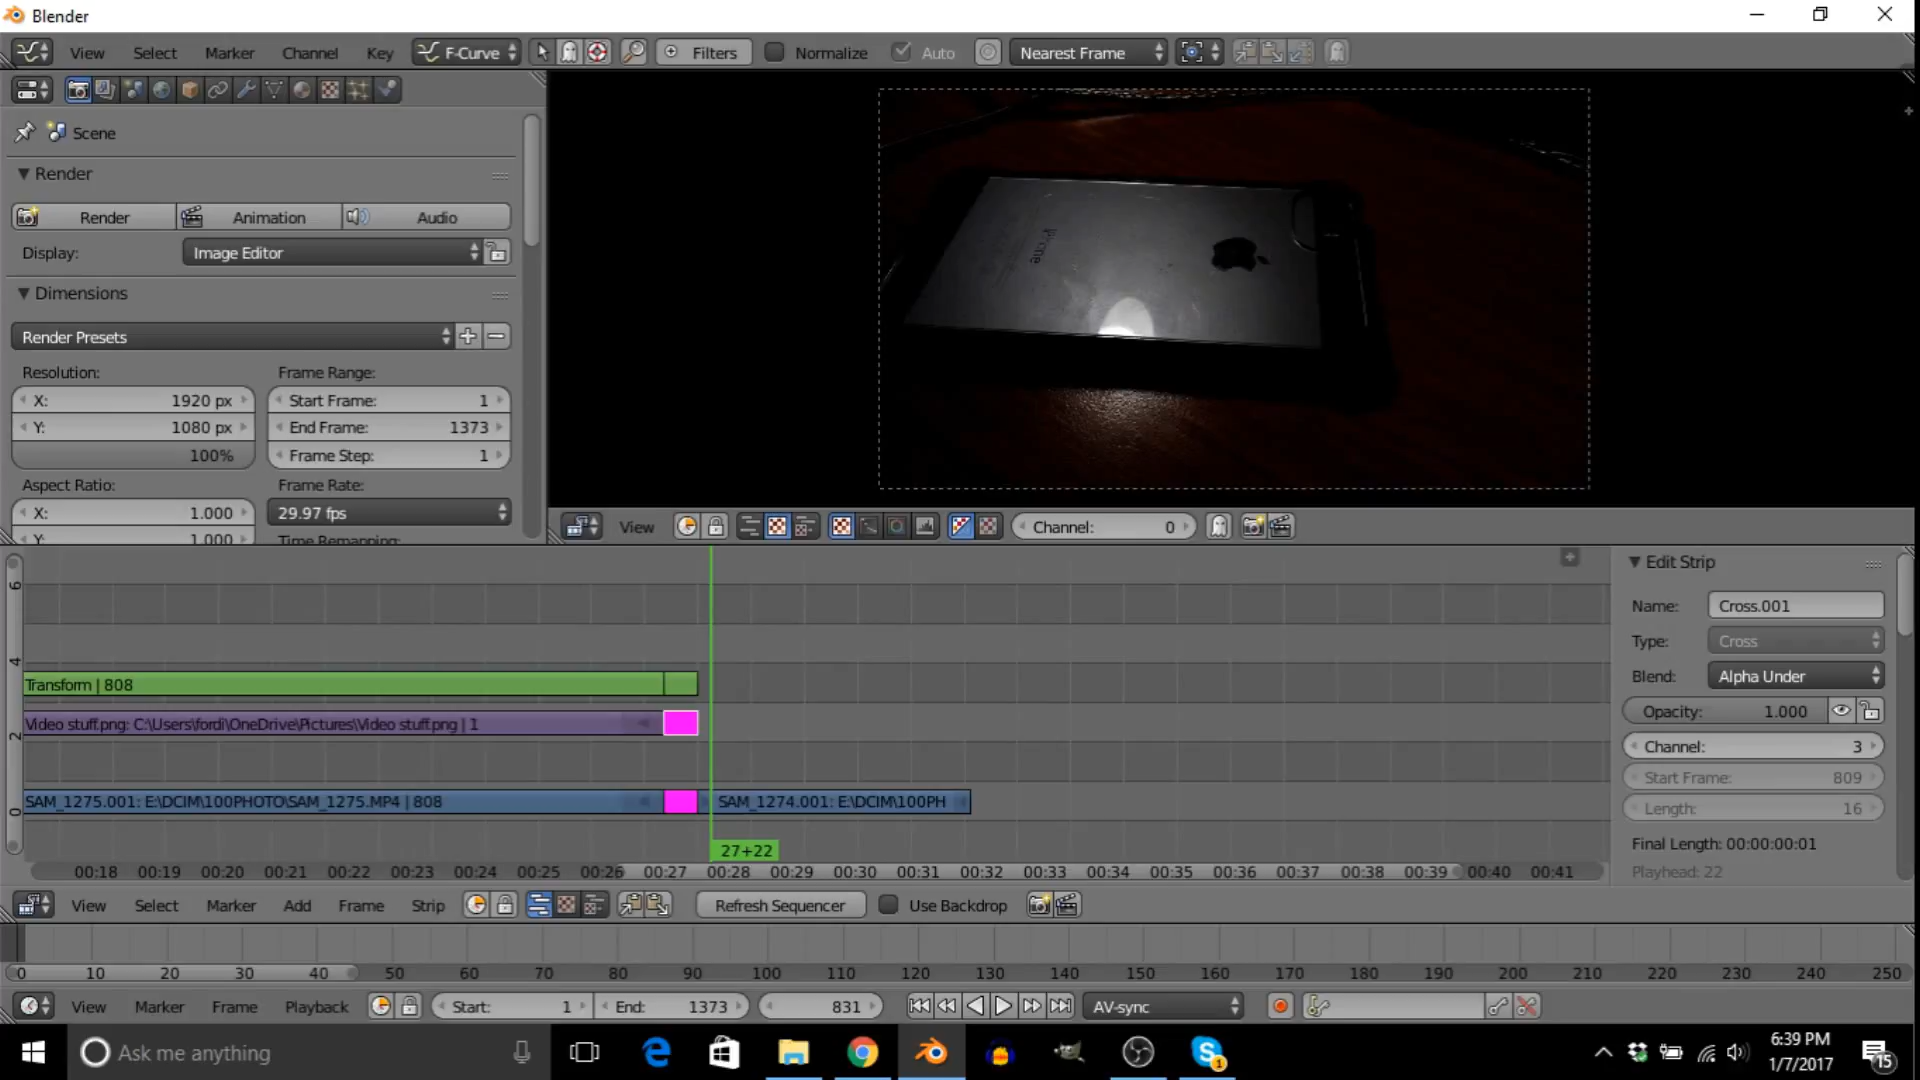 Blender
View Select Marker Channel Key F-Curve Filters Normalize Auto Nearest Frame
Scene
Render
Render Animation Audio
Display: Image Editor
Dimensions
Render Presets
Resolution: Frame Range:
X: 1920 px Start Frame: 1
Y: 1080 px End Frame: 1373
100% Frame Step: 1
Aspect Ratio: Frame Rate:
X: 1.000 29.97 fps
Y: 1.000 Time Remapping:
iPhone
View Channel: 0
6
4
2
0
Transform | 808
Video stuff.png: C:\Users\fordi\OneDrive\Pictures\Video stuff.png | 1
SAM_1275.001: E:\DCIM\100PHOTO\SAM_1275.MP4 | 808 SAM_1274.001: E:\DCIM\100PH
27+22
00:18 00:19 00:20 00:21 00:22 00:23 00:24 00:25 00:26 00:27 00:28 00:29 00:30 00:31 00:32 00:33 00:34 00:35 00:36 00:37 00:38 00:39 00:40 00:41
Edit Strip
Name: Cross.001
Type: Cross
Blend: Alpha Under
Opacity: 1.000
Channel: 3
Start Frame: 809
Length: 16
Final Length: 00:00:00:01
Playhead: 22
View Select Marker Add Frame Strip Refresh Sequencer Use Backdrop
0 10 20 30 40 50 60 70 80 90 100 110 120 130 140 150 160 170 180 190 200 210 220 230 240 250
View Marker Frame Playback Start: 1 End: 1373 831 AV-sync
Ask me anything
S 1
6:39 PM
1/7/2017
15